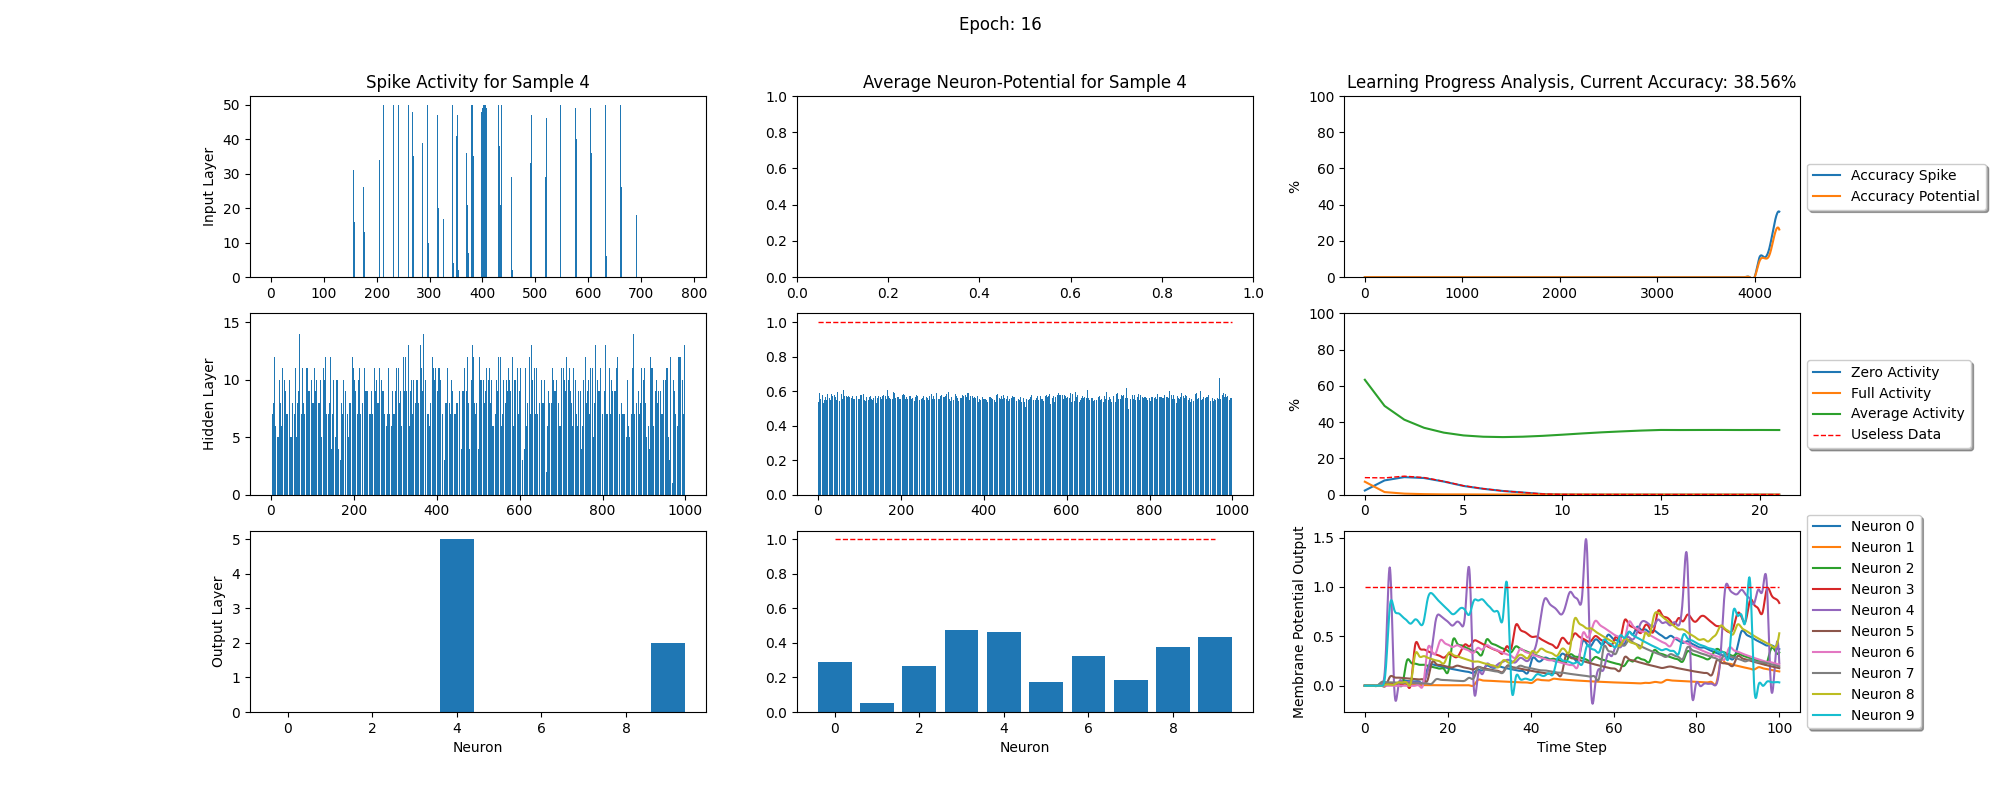 Epoch: 16
Spike Activity for Sample 4
Input Layer
50
40
30
20
10
0
0 100 200 300 400 500 600 700 800
Average Neuron-Potential for Sample 4
1.0
0.8
0.6
0.4
0.2
0.0
0.0 0.2 0.4 0.6 0.8 1.0
Learning Progress Analysis, Current Accuracy: 38.56%
%
100
80
60
40
20
0
0 1000 2000 3000 4000
Accuracy Spike
Accuracy Potential
Hidden Layer
15
10
5
0
0 200 400 600 800 1000
1.0
0.8
0.6
0.4
0.2
0.0
0 200 400 600 800 1000
%
100
80
60
40
20
0
0 5 10 15 20
Zero Activity
Full Activity
Average Activity
Useless Data
Output Layer
5
4
3
2
1
0
0 2 4 6 8
Neuron
1.0
0.8
0.6
0.4
0.2
0.0
0 2 4 6 8
Neuron
Membrane Potential Output
1.5
1.0
0.5
0.0
0 20 40 60 80 100
Time Step
Neuron 0
Neuron 1
Neuron 2
Neuron 3
Neuron 4
Neuron 5
Neuron 6
Neuron 7
Neuron 8
Neuron 9